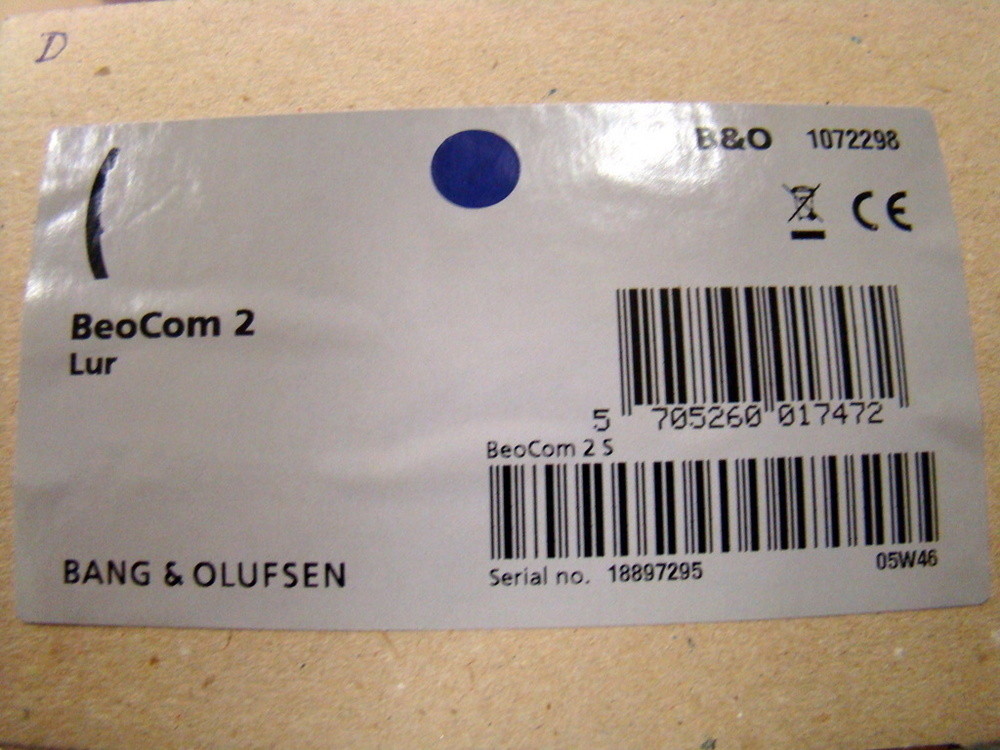 D
B&O 1072298
CE
BeoCom 2
Lur
5 705260 017472
BeoCom 2 S
Serial no. 18897295
05W46
BANG & OLUFSEN